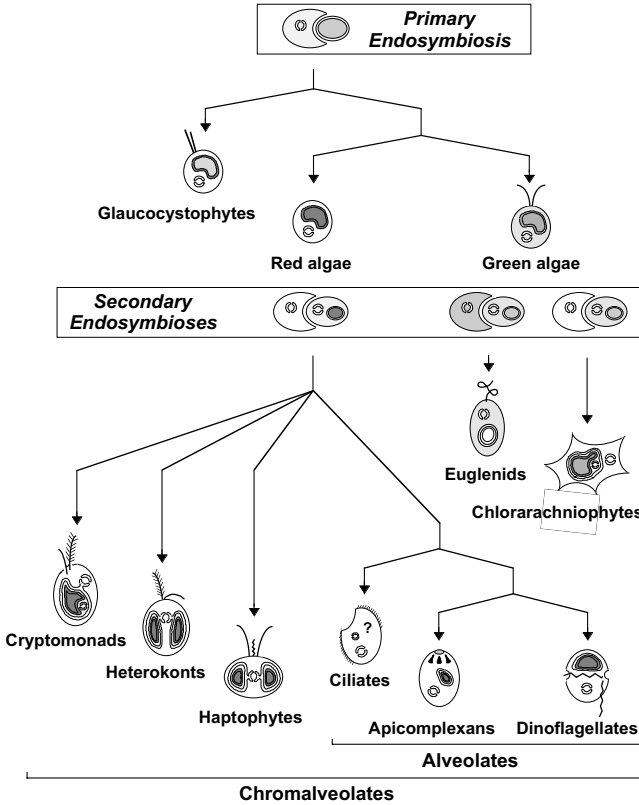 Primary
Endosymbiosis
Glaucocystophytes
Red algae
Green algae
Secondary
Endosymbioses
Euglenids
Chlorarachniophytes
Cryptomonads
Heterokonts
Haptophytes
?
Ciliates
Apicomplexans
Dinoflagellates
Alveolates
Chromalveolates